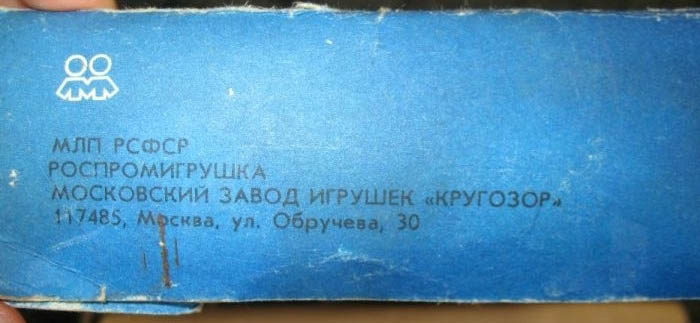 МЛП РСФСР
РОСПРОМИГРУШКА
МОСКОВСКИЙ ЗАВОД ИГРУШЕК «КРУГОЗОР»
117485, Москва, ул. Обручева, 30